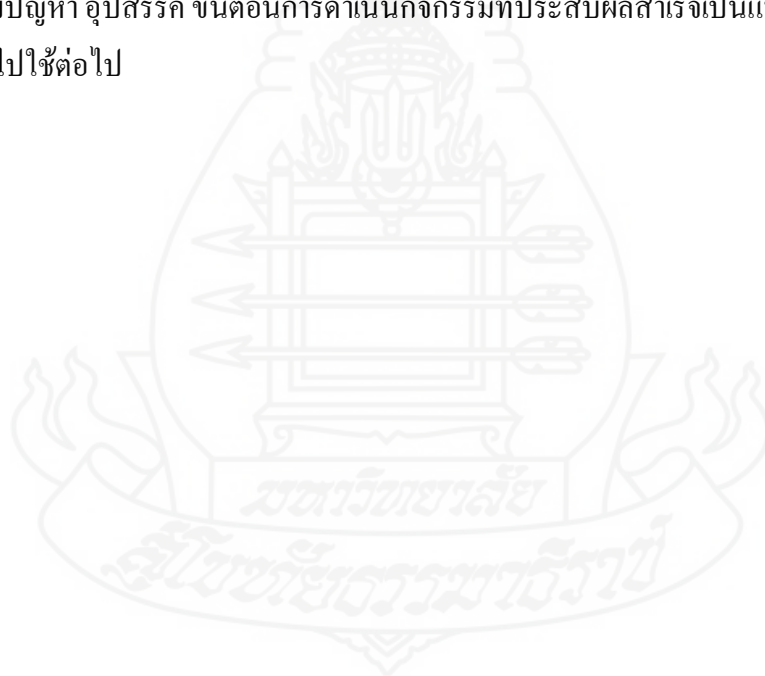 ปัญหา อุปสรรค ขั้นตอนการดำเนินกิจกรรมที่ประสบผลสำเร็จเป็น
ไปใช้ต่อไป
มหาวิทยาลัย
สุโขทัยธรรมาธิราช